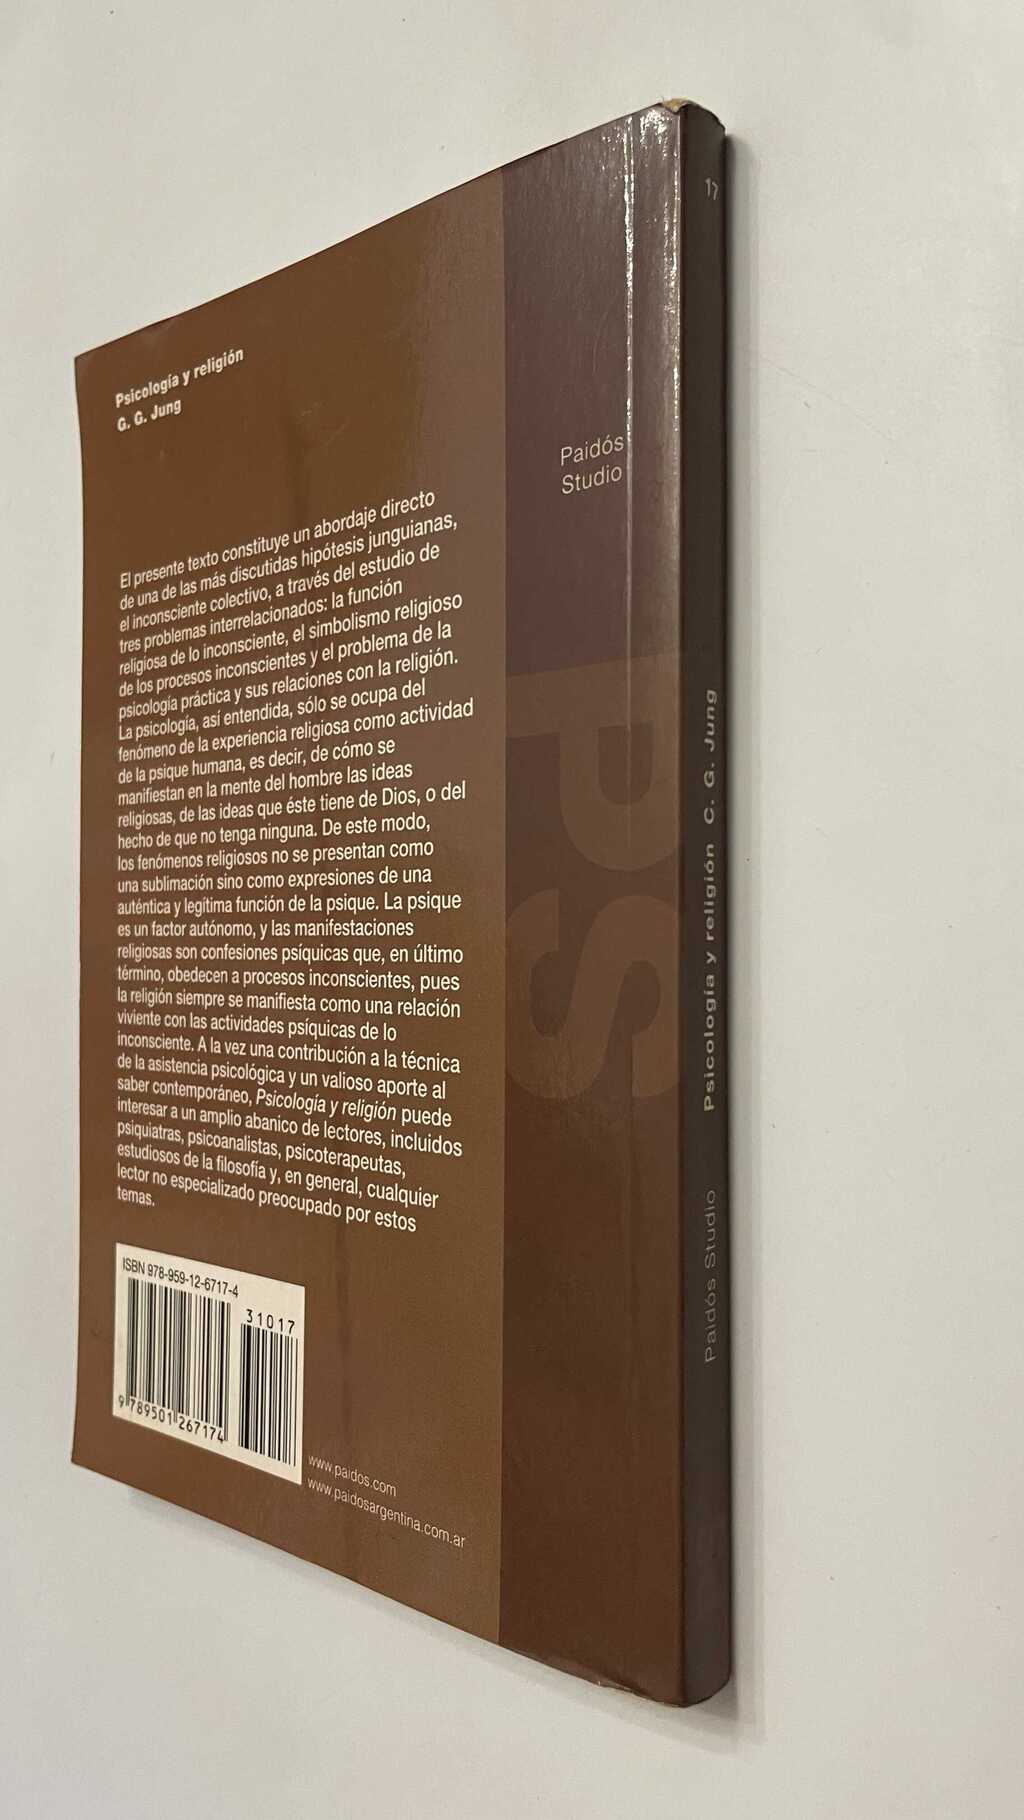 Psicología y religión
G. G. Jung
El presente texto constituye un abordaje directo
de una de las más discutidas hipótesis junguianas,
el inconsciente colectivo, a través del estudio de
tres problemas interrelacionados: la función
religiosa de lo inconsciente, el simbolismo religioso
de los procesos inconscientes y el problema de la
psicología práctica y sus relaciones con la religión.
La psicología, así entendida, sólo se ocupa del
fenómeno de la experiencia religiosa como actividad
de la psique humana, es decir, de cómo se
manifiestan en la mente del hombre las ideas
religiosas, de las ideas que éste tiene de Dios, o del
hecho de que no tenga ninguna. De este modo,
los fenómenos religiosos no se presentan como
una sublimación sino como expresiones de una
auténtica y legítima función de la psique. La psique
es un factor autónomo, y las manifestaciones
religiosas son confesiones psíquicas que, en último
término, obedecen a procesos inconscientes, pues
la religión siempre se manifiesta como una relación
viviente con las actividades psíquicas de lo
inconsciente. A la vez una contribución a la técnica
de la asistencia psicológica y un valioso aporte al
saber contemporáneo, Psicología y religión puede
interesar a un amplio abanico de lectores, incluidos
psiquiatras, psicoanalistas, psicoterapeutas,
estudiosos de la filosofía y, en general, cualquier
lector no especializado preocupado por estos
temas.
ISBN 978-959-12-6717-4
31017
9 789501 267174
www.paidos.com
www.paidosargentina.com.ar
Paidós
Studio
PS
17
Paidós Studio Psicología y religión C. G. Jung